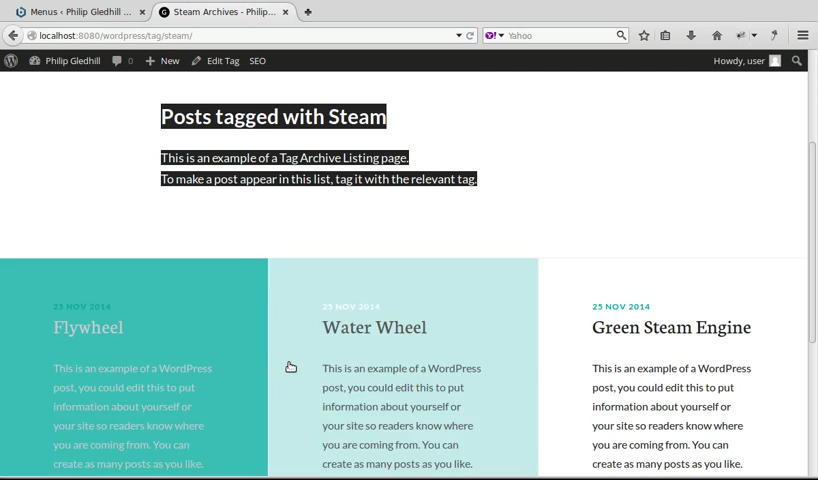 Menus ‹ Philip Gledhill ...
Steam Archives - Philip...
localhost:8080/wordpress/tag/steam/
Yahoo
Philip Gledhill
0
New
Edit Tag
SEO
Howdy, user
Posts tagged with Steam
This is an example of a Tag Archive Listing page.
To make a post appear in this list, tag it with the relevant tag.
25 NOV 2014
Flywheel
This is an example of a WordPress
post, you could edit this to put
information about yourself or
your site so readers know where
you are coming from. You can
create as many posts as you like.
25 NOV 2014
Water Wheel
This is an example of a WordPress
post, you could edit this to put
information about yourself or
your site so readers know where
you are coming from. You can
create as many posts as you like.
25 NOV 2014
Green Steam Engine
This is an example of a WordPress
post, you could edit this to put
information about yourself or
your site so readers know where
you are coming from. You can
create as many posts as you like.